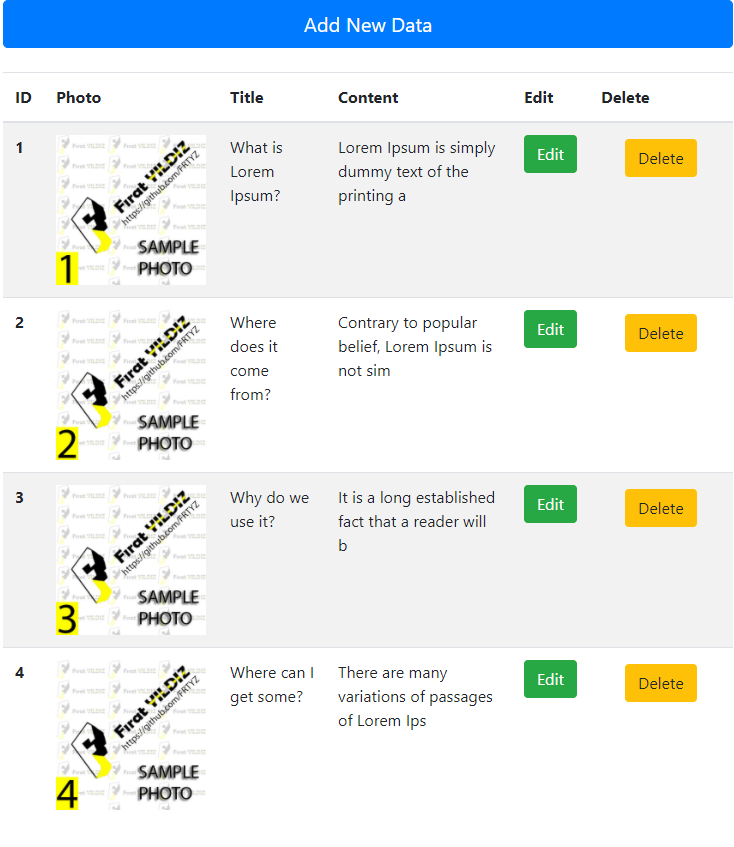 Add New Data
ID Photo Title Content Edit Delete
1
Fırat YILDIZ
https://github.com/FRTYZ
SAMPLE
PHOTO
1
What is
Lorem
Ipsum?
Lorem Ipsum is simply
dummy text of the
printing a
Edit
Delete
2
Fırat YILDIZ
https://github.com/FRTYZ
SAMPLE
PHOTO
2
Where
does it
come
from?
Contrary to popular
belief, Lorem Ipsum is
not sim
Edit
Delete
3
Fırat YILDIZ
https://github.com/FRTYZ
SAMPLE
PHOTO
3
Why do we
use it?
It is a long established
fact that a reader will
b
Edit
Delete
4
Fırat YILDIZ
https://github.com/FRTYZ
SAMPLE
PHOTO
4
Where can I
get some?
There are many
variations of passages
of Lorem Ips
Edit
Delete